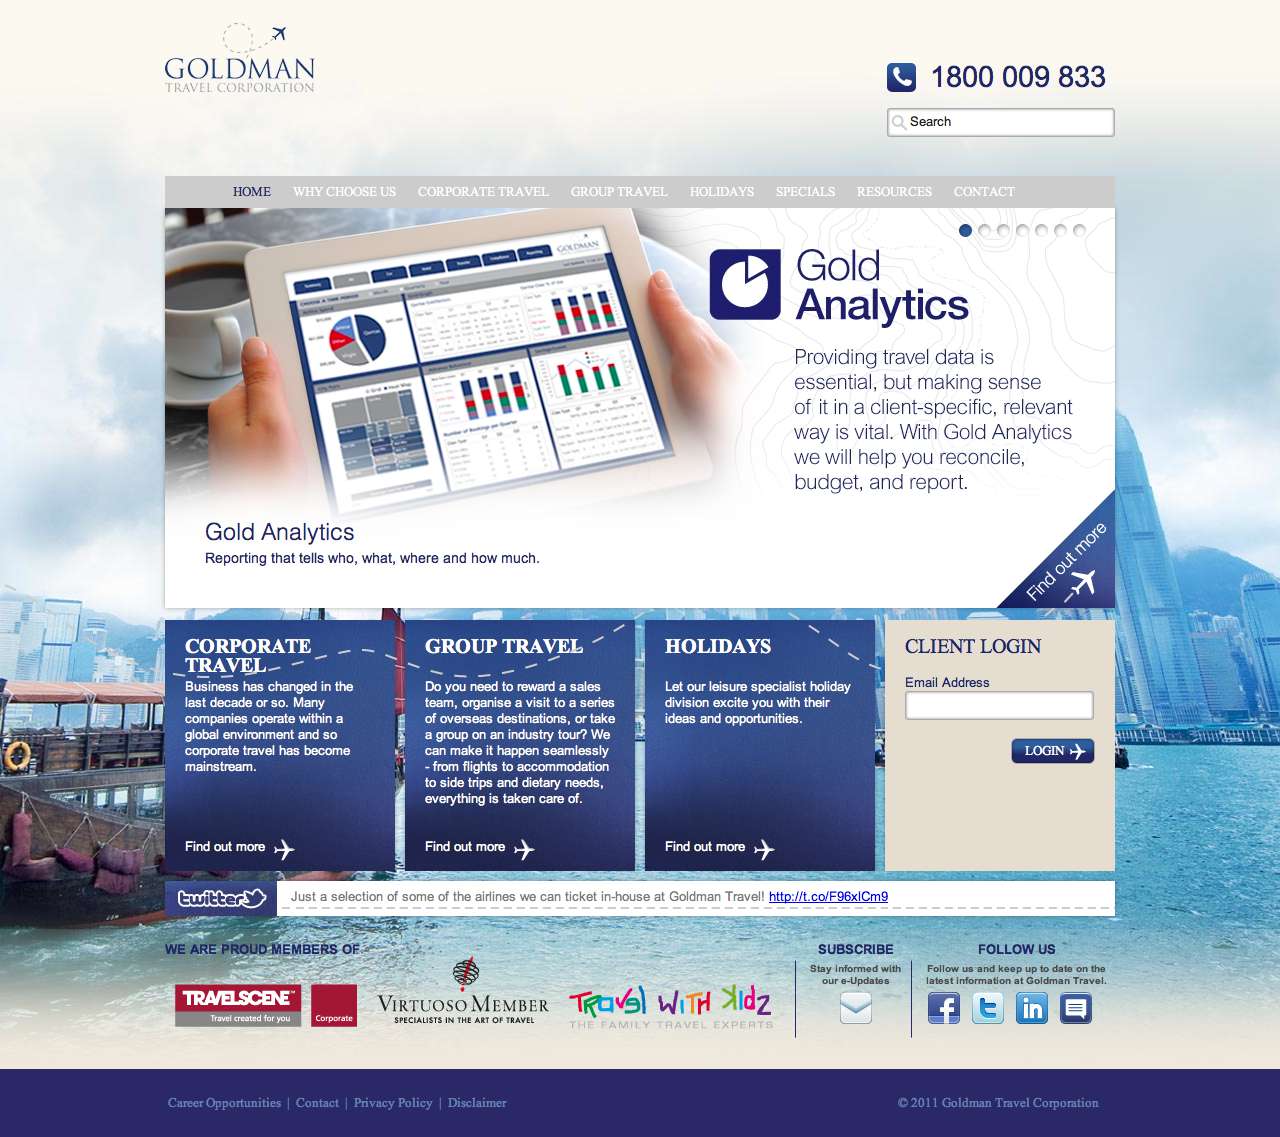 GOLDMAN
TRAVEL CORPORATION
1800 009 833
Search
HOME WHY CHOOSE US CORPORATE TRAVEL GROUP TRAVEL HOLIDAYS SPECIALS RESOURCES CONTACT
GOLDMAN
Gold
Analytics
Providing travel data is
essential, but making sense
of it in a client-specific, relevant
way is vital. With Gold Analytics
we will help you reconcile,
budget, and report.
Gold Analytics
Reporting that tells who, what, where and how much.
Find out more
CORPORATE
TRAVEL
Business has changed in the
last decade or so. Many
companies operate within a
global environment and so
corporate travel has become
mainstream.
Find out more
GROUP TRAVEL
Do you need to reward a sales
team, organise a visit to a series
of overseas destinations, or take
a group on an industry tour? We
can make it happen seamlessly
- from flights to accommodation
to side trips and dietary needs,
everything is taken care of.
Find out more
HOLIDAYS
Let our leisure specialist holiday
division excite you with their
ideas and opportunities.
Find out more
CLIENT LOGIN
Email Address
LOGIN
twitter
Just a selection of some of the airlines we can ticket in-house at Goldman Travel! http://t.co/F96xlCm9
WE ARE PROUD MEMBERS OF
TRAVELSCENE
Travel created for you
Corporate
VIRTUOSO MEMBER
SPECIALISTS IN THE ART OF TRAVEL
TRAVEL WITH KIDZ
THE FAMILY TRAVEL EXPERTS
SUBSCRIBE
Stay informed with
our e-Updates
FOLLOW US
Follow us and keep up to date on the
latest information at Goldman Travel.
Career Opportunities | Contact | Privacy Policy | Disclaimer
© 2011 Goldman Travel Corporation